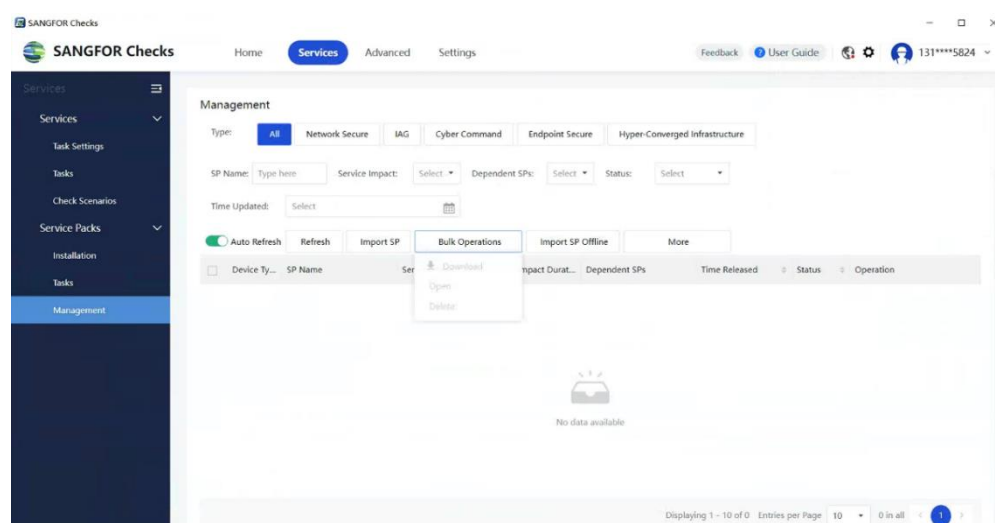 SANGFOR Checks
SANGFOR Checks Home Services Advanced Settings Feedback User Guide 131****5824
Services
Services
Task Settings
Tasks
Check Scenarios
Service Packs
Installation
Tasks
Management
Management
Type: All Network Secure IAG Cyber Command Endpoint Secure Hyper-Converged Infrastructure
SP Name: Type here Service Impact: Select Dependent SPs: Select Status: Select
Time Updated: Select
Auto Refresh Refresh Import SP Bulk Operations Import SP Offline More
Device Ty... SP Name Ser mpact Durat... Dependent SPs Time Released Status Operation
Download
Open
Delete
No data available
Displaying 1 - 10 of 0 Entries per Page 10 0 in all 1